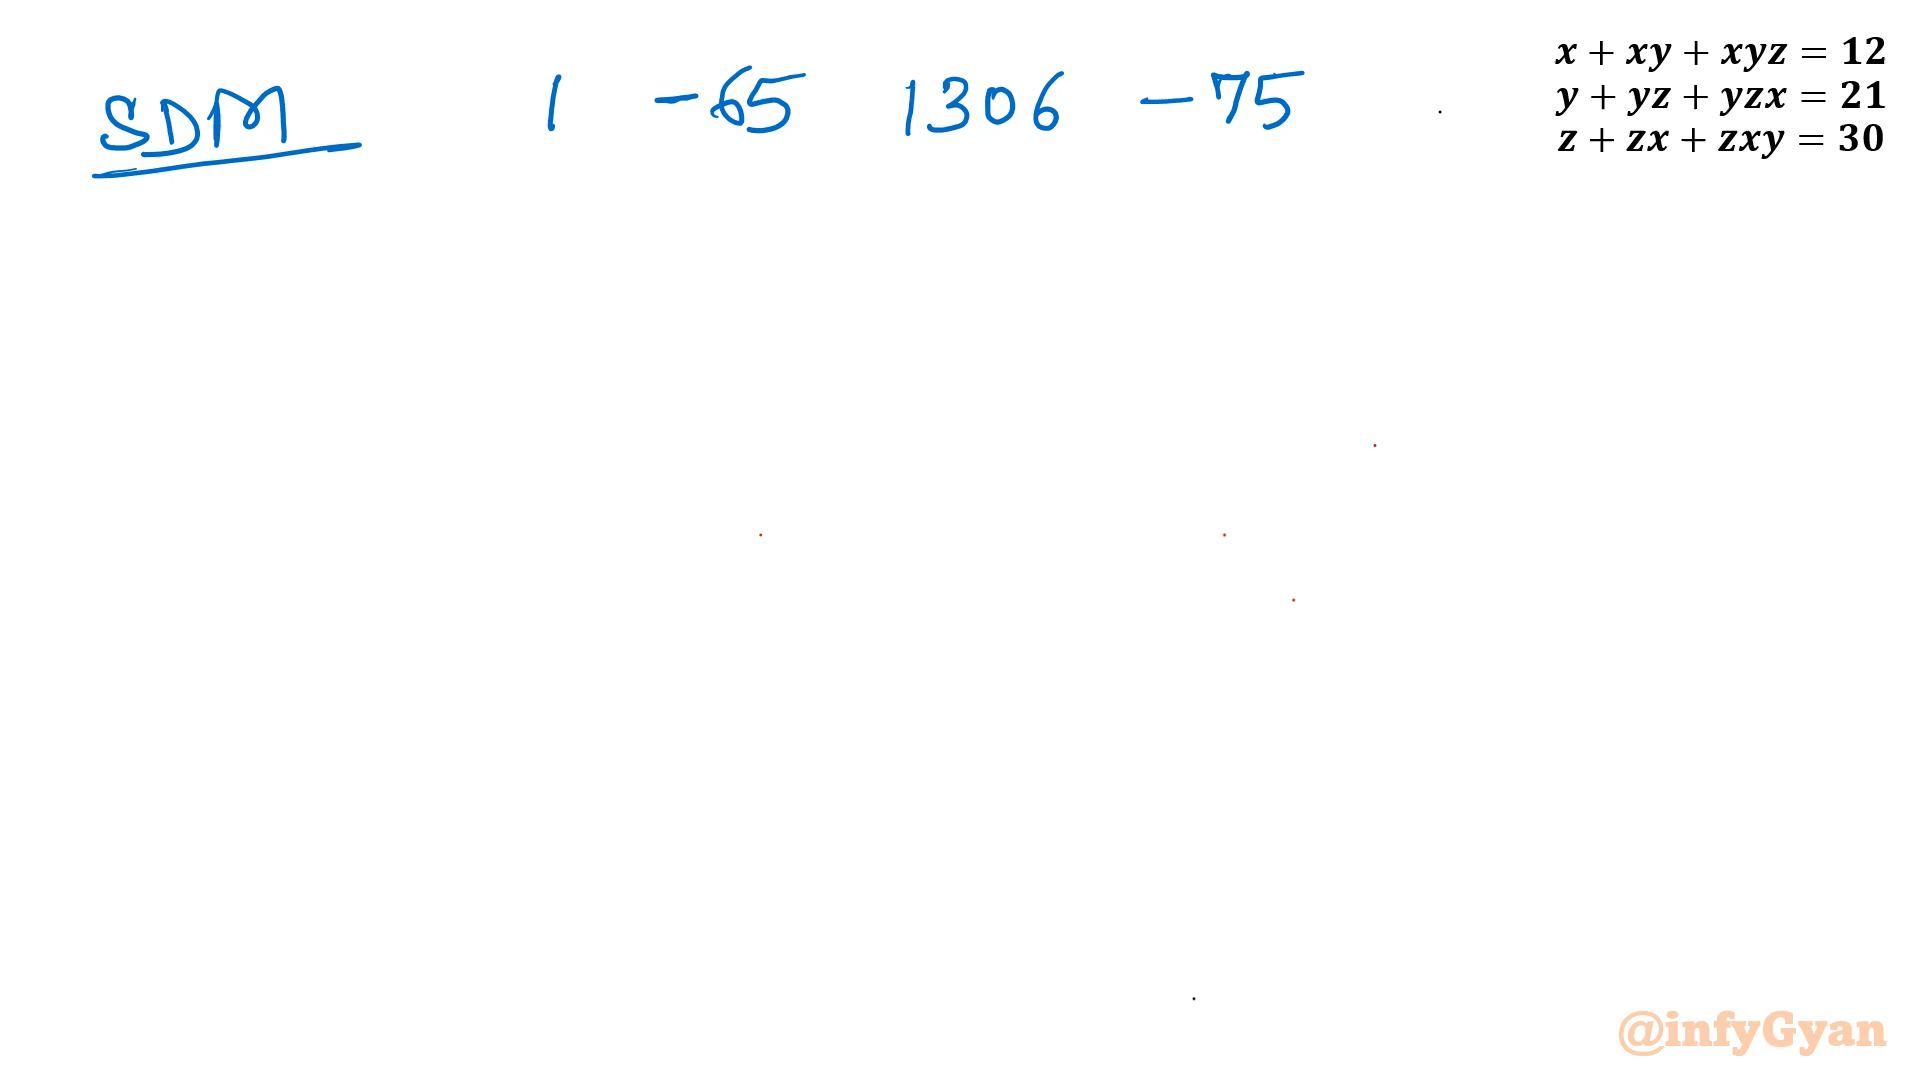 SDM 1 -65 1306 -75
x + xy + xyz = 12
y + yz + yzx = 21
z + zx + zxy = 30
@infyGyan